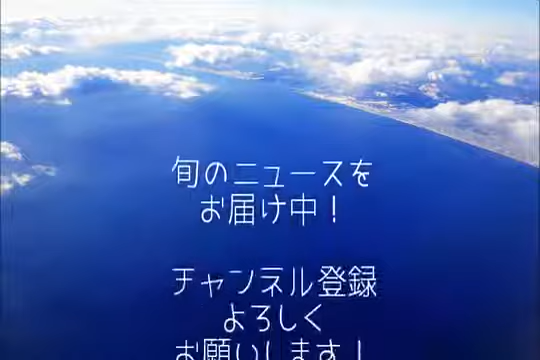 旬のニュースを
お届け中！
チャンネル登録
よろしく
お願いします！